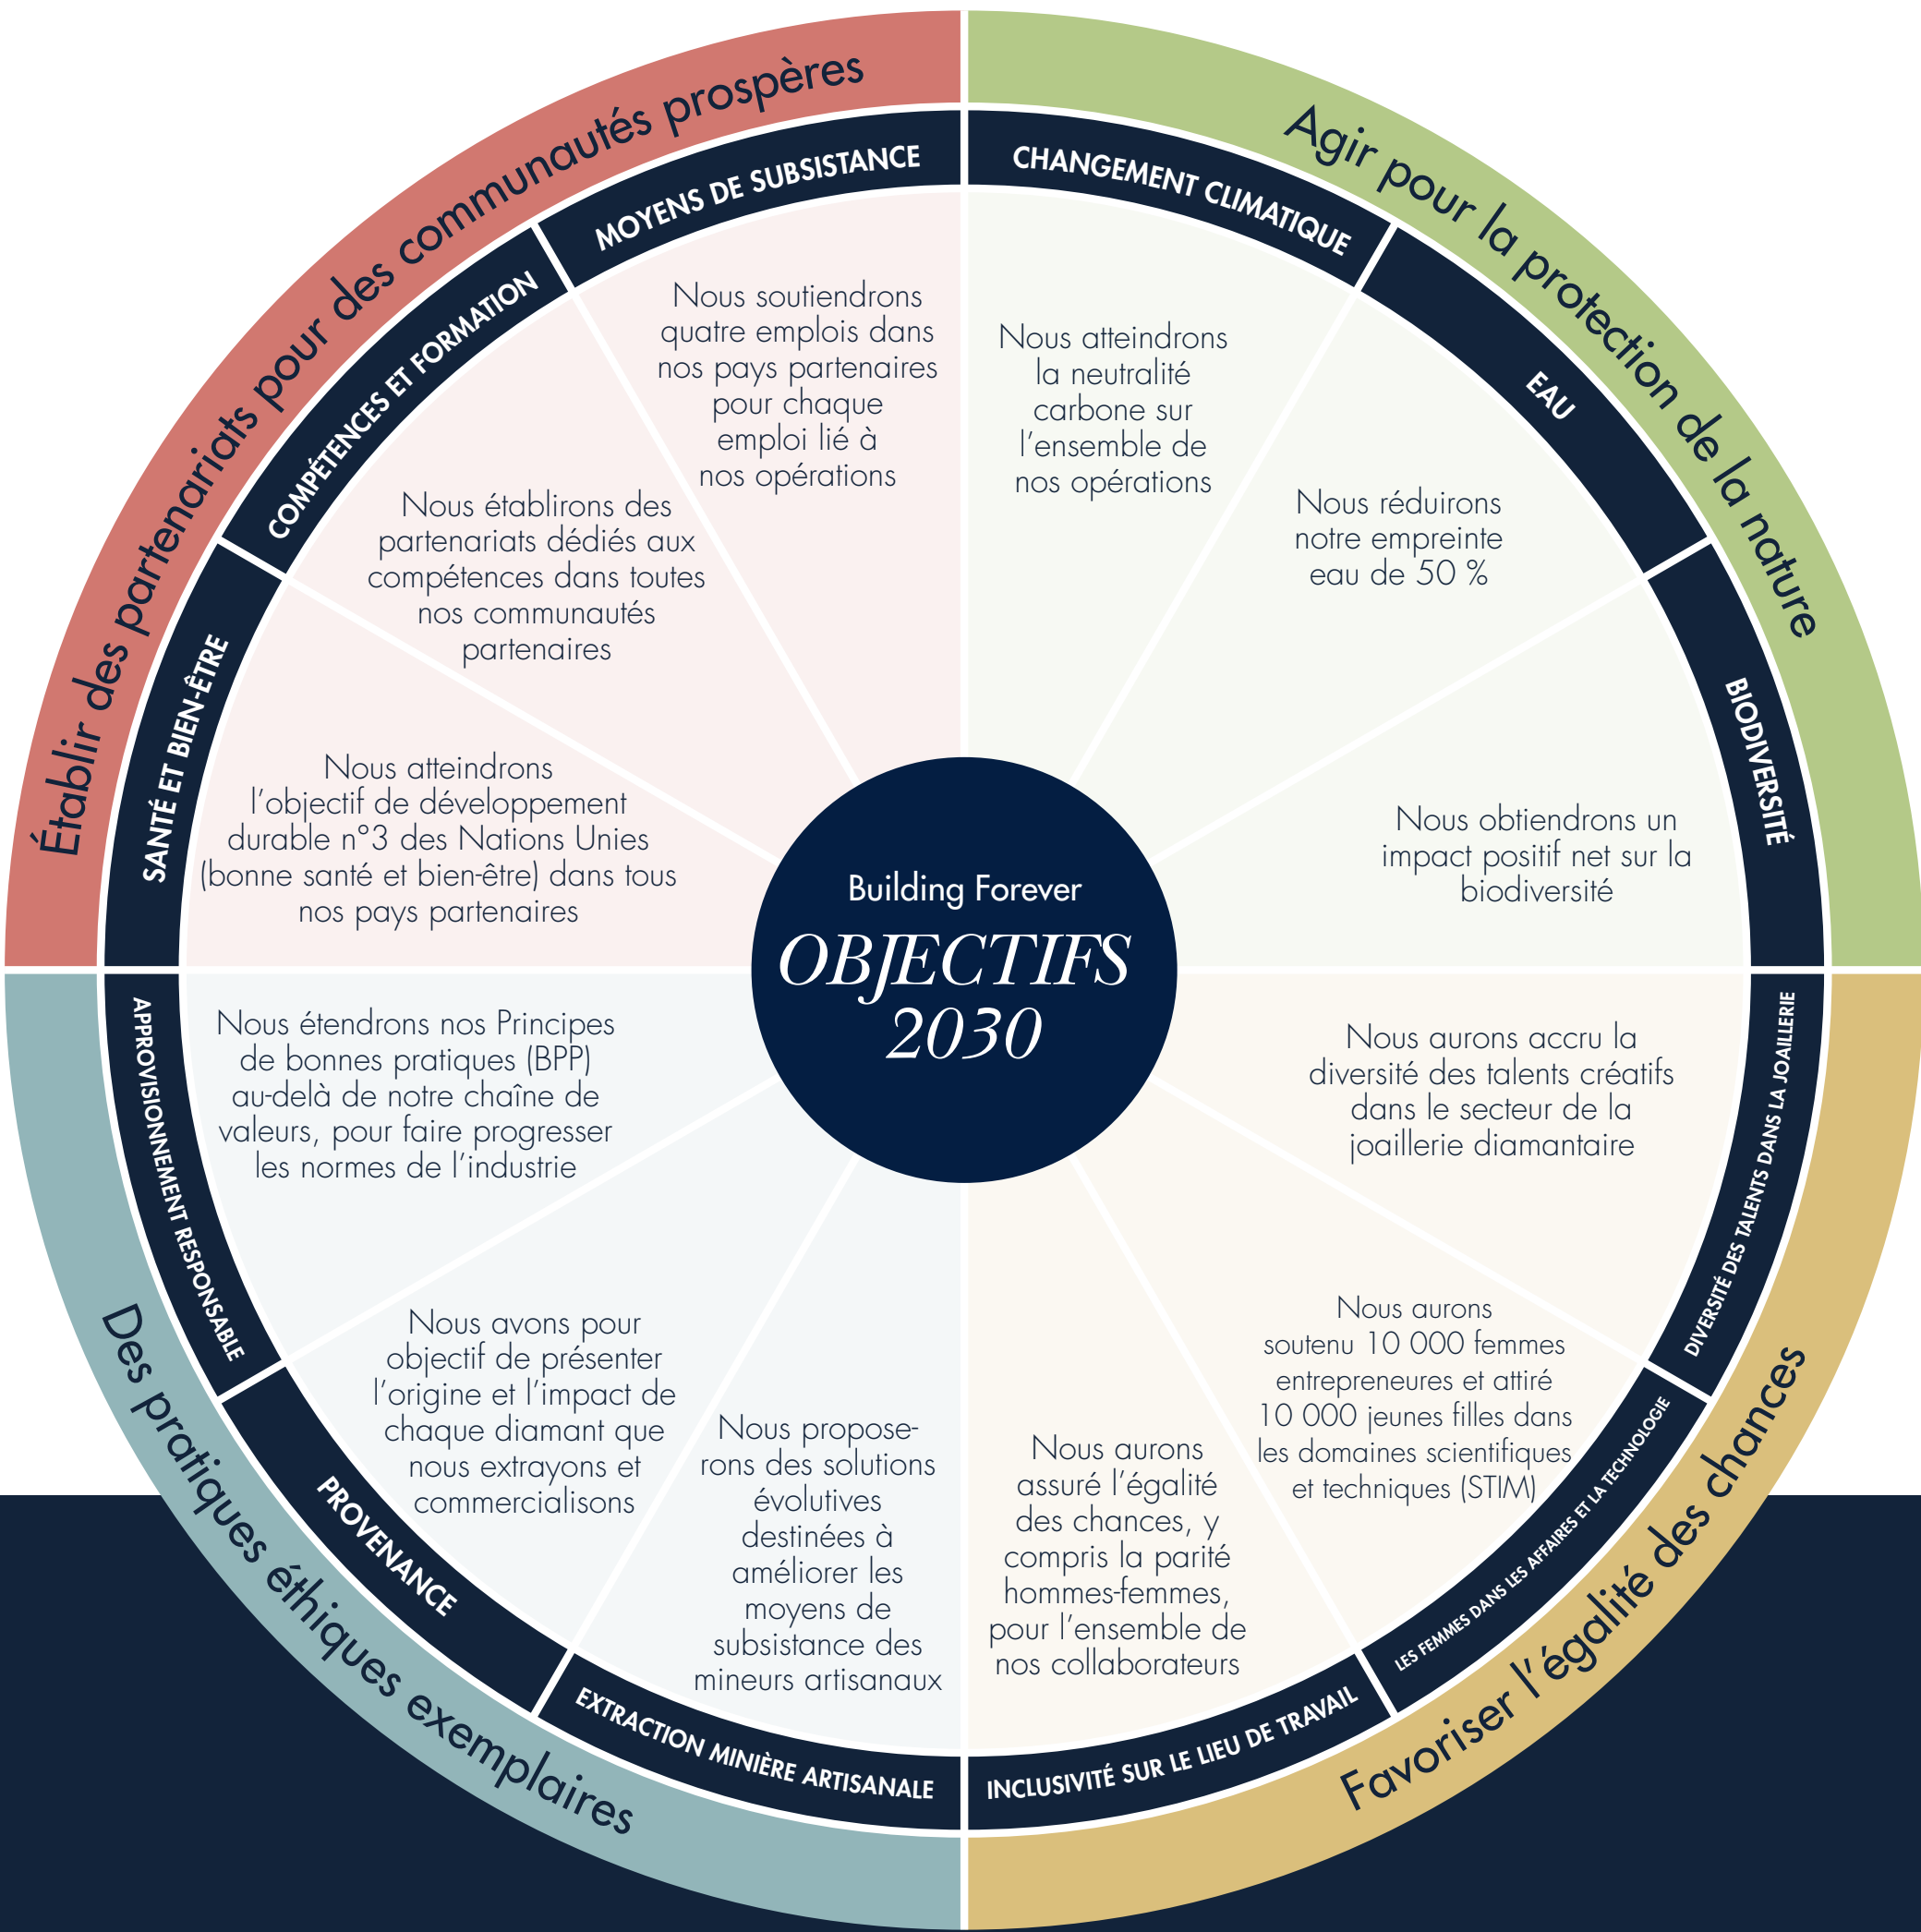 Établir des partenariats pour des communautés prospères
MOYENS DE SUBSISTANCE
Nous soutiendrons
quatre emplois dans
nos pays partenaires
pour chaque
emploi lié à
nos opérations
COMPÉTENCES ET FORMATION
Nous établirons des
partenariats dédiés aux
compétences dans toutes
nos communautés
partenaires
SANTÉ ET BIEN-ÊTRE
Nous atteindrons
l'objectif de développement
durable n°3 des Nations Unies
(bonne santé et bien-être) dans tous
nos pays partenaires
Agir pour la protection de la nature
CHANGEMENT CLIMATIQUE
Nous atteindrons
la neutralité
carbone sur
l'ensemble de
nos opérations
EAU
Nous réduirons
notre empreinte
eau de 50 %
BIODIVERSITÉ
Nous obtiendrons un
impact positif net sur la
biodiversité
Building Forever
OBJECTIFS
2030
Des pratiques éthiques exemplaires
APPROVISIONNEMENT RESPONSABLE
Nous étendrons nos Principes
de bonnes pratiques (BPP)
au-delà de notre chaîne de
valeurs, pour faire progresser
les normes de l'industrie
PROVENANCE
Nous avons pour
objectif de présenter
l'origine et l'impact de
chaque diamant que
nous extrayons et
commercialisons
EXTRACTION MINIÈRE ARTISANALE
Nous propose-
rons des solutions
évolutives
destinées à
améliorer les
moyens de
subsistance des
mineurs artisanaux
Favoriser l'égalité des chances
DIVERSITÉ DES TALENTS DANS LA JOAILLERIE
Nous aurons accru la
diversité des talents créatifs
dans le secteur de la
joaillerie diamantaire
LES FEMMES DANS LES AFFAIRES ET LA TECHNOLOGIE
Nous aurons
soutenu 10 000 femmes
entrepreneures et attiré
10 000 jeunes filles dans
les domaines scientifiques
et techniques (STIM)
INCLUSIVITÉ SUR LE LIEU DE TRAVAIL
Nous aurons
assuré l'égalité
des chances, y
compris la parité
hommes-femmes,
pour l'ensemble de
nos collaborateurs